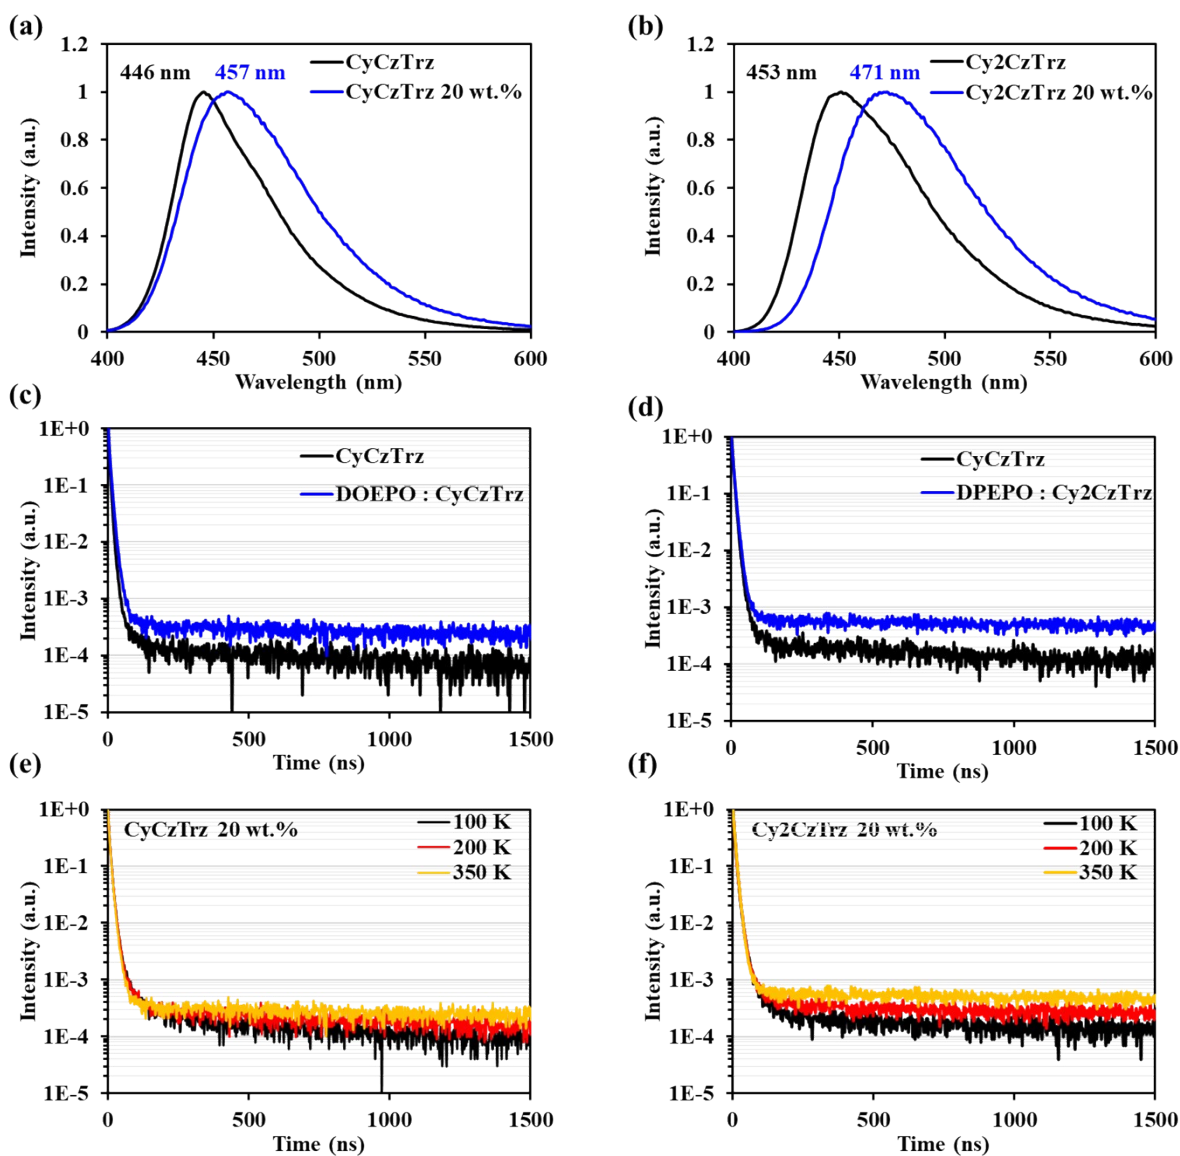 (a)
1.2
1
0.8
0.6
0.4
0.2
0
400
450
500
550
600
Intensity (a.u.)
Wavelength (nm)
446 nm
457 nm
CyCzTrz
CyCzTrz 20 wt.%
(b)
1.2
1
0.8
0.6
0.4
0.2
0
400
450
500
550
600
Intensity (a.u.)
Wavelength (nm)
453 nm
471 nm
Cy2CzTrz
Cy2CzTrz 20 wt.%
(c)
1E+0
1E-1
1E-2
1E-3
1E-4
1E-5
0
500
1000
1500
Intensity (a.u.)
Time (ns)
CyCzTrz
DOEPO : CyCzTrz
(d)
1E+0
1E-1
1E-2
1E-3
1E-4
1E-5
0
500
1000
1500
Intensity (a.u.)
Time (ns)
CyCzTrz
DPEPO : Cy2CzTrz
(e)
1E+0
1E-1
1E-2
1E-3
1E-4
1E-5
0
500
1000
1500
Intensity (a.u.)
Time (ns)
CyCzTrz 20 wt.%
100 K
200 K
350 K
(f)
1E+0
1E-1
1E-2
1E-3
1E-4
1E-5
0
500
1000
1500
Intensity (a.u.)
Time (ns)
Cy2CzTrz 20 wt.%
100 K
200 K
350 K